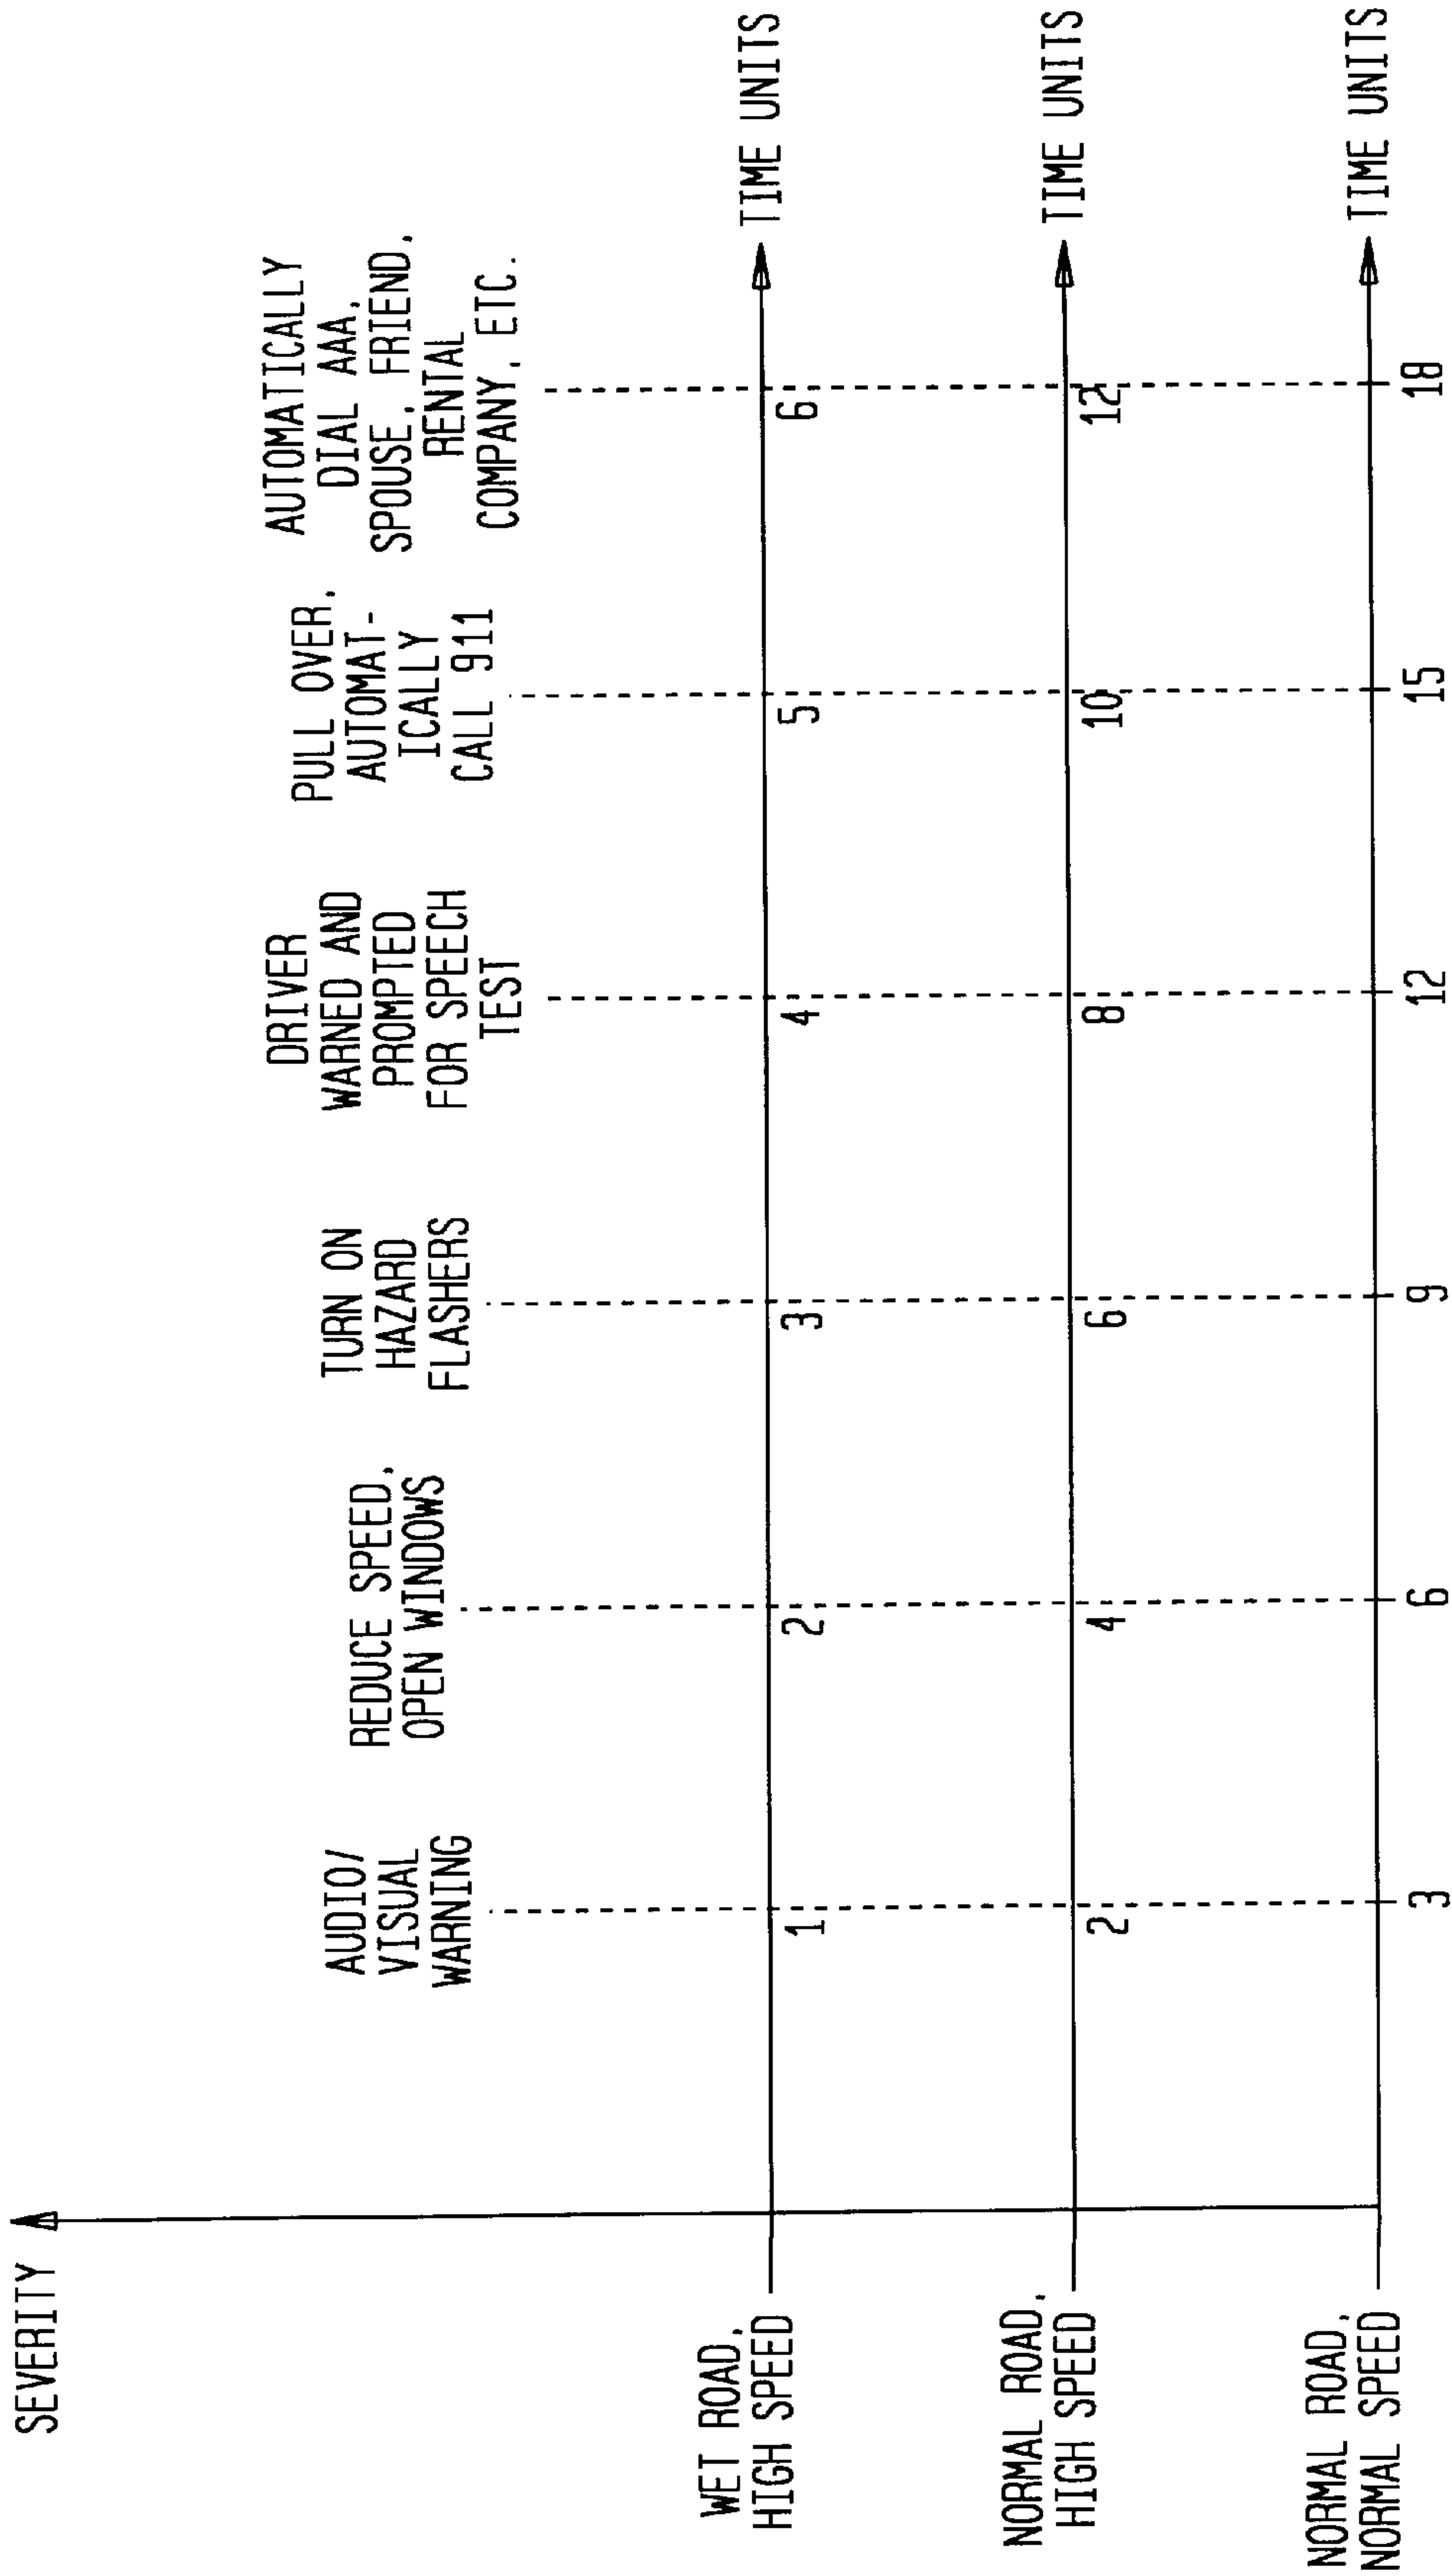 SEVERITY
AUDIO/
VISUAL
WARNING
REDUCE SPEED,
OPEN WINDOWS
TURN ON
HAZARD
FLASHERS
DRIVER
WARNED AND
PROMPTED
FOR SPEECH
TEST
PULL OVER,
AUTOMAT-
ICALLY
CALL 911
AUTOMATICALLY
DIAL AAA,
SPOUSE, FRIEND,
RENTAL
COMPANY, ETC.
WET ROAD,
HIGH SPEED
1 2 3 4 5 6
TIME UNITS
NORMAL ROAD,
HIGH SPEED
2 4 6 8 10 12
TIME UNITS
NORMAL ROAD,
NORMAL SPEED
3 6 9 12 15 18
TIME UNITS